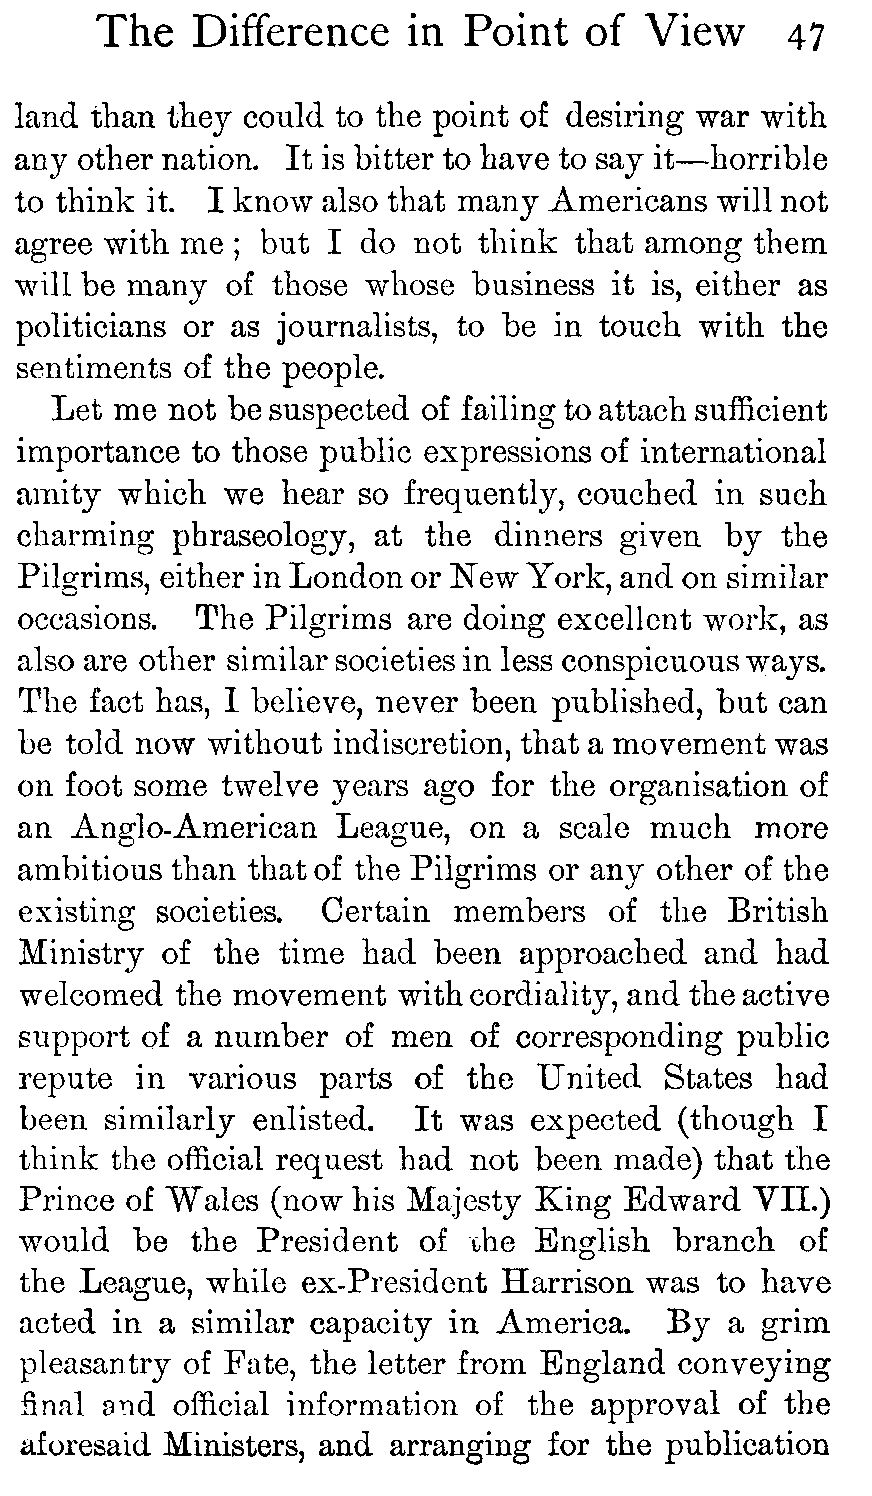 The Difference in Point of View 47
land than they could to the point of desiring war with
any other nation. It is bitter to have to say it—horrible
to think it. I know also that many Americans will not
agree with me ; but I do not think that among them
will be many of those whose business it is, either as
politicians or as journalists, to be in touch with the
sentiments of the people.
Let me not be suspected of failing to attach sufficient
importance to those public expressions of international
amity which we hear so frequently, couched in such
charming phraseology, at the dinners given by the
Pilgrims, either in London or New York, and on similar
occasions. The Pilgrims are doing excellent work, as
also are other similar societies in less conspicuous ways.
The fact has, I believe, never been published, but can
be told now without indiscretion, that a movement was
on foot some twelve years ago for the organisation of
an Anglo-American League, on a scale much more
ambitious than that of the Pilgrims or any other of the
existing societies. Certain members of the British
Ministry of the time had been approached and had
welcomed the movement with cordiality, and the active
support of a number of men of corresponding public
repute in various parts of the United States had
been similarly enlisted. It was expected (though I
think the official request had not been made) that the
Prince of Wales (now his Majesty King Edward VII.)
would be the President of the English branch of
the League, while ex-President Harrison was to have
acted in a similar capacity in America. By a grim
pleasantry of Fate, the letter from England conveying
final and official information of the approval of the
aforesaid Ministers, and arranging for the publication